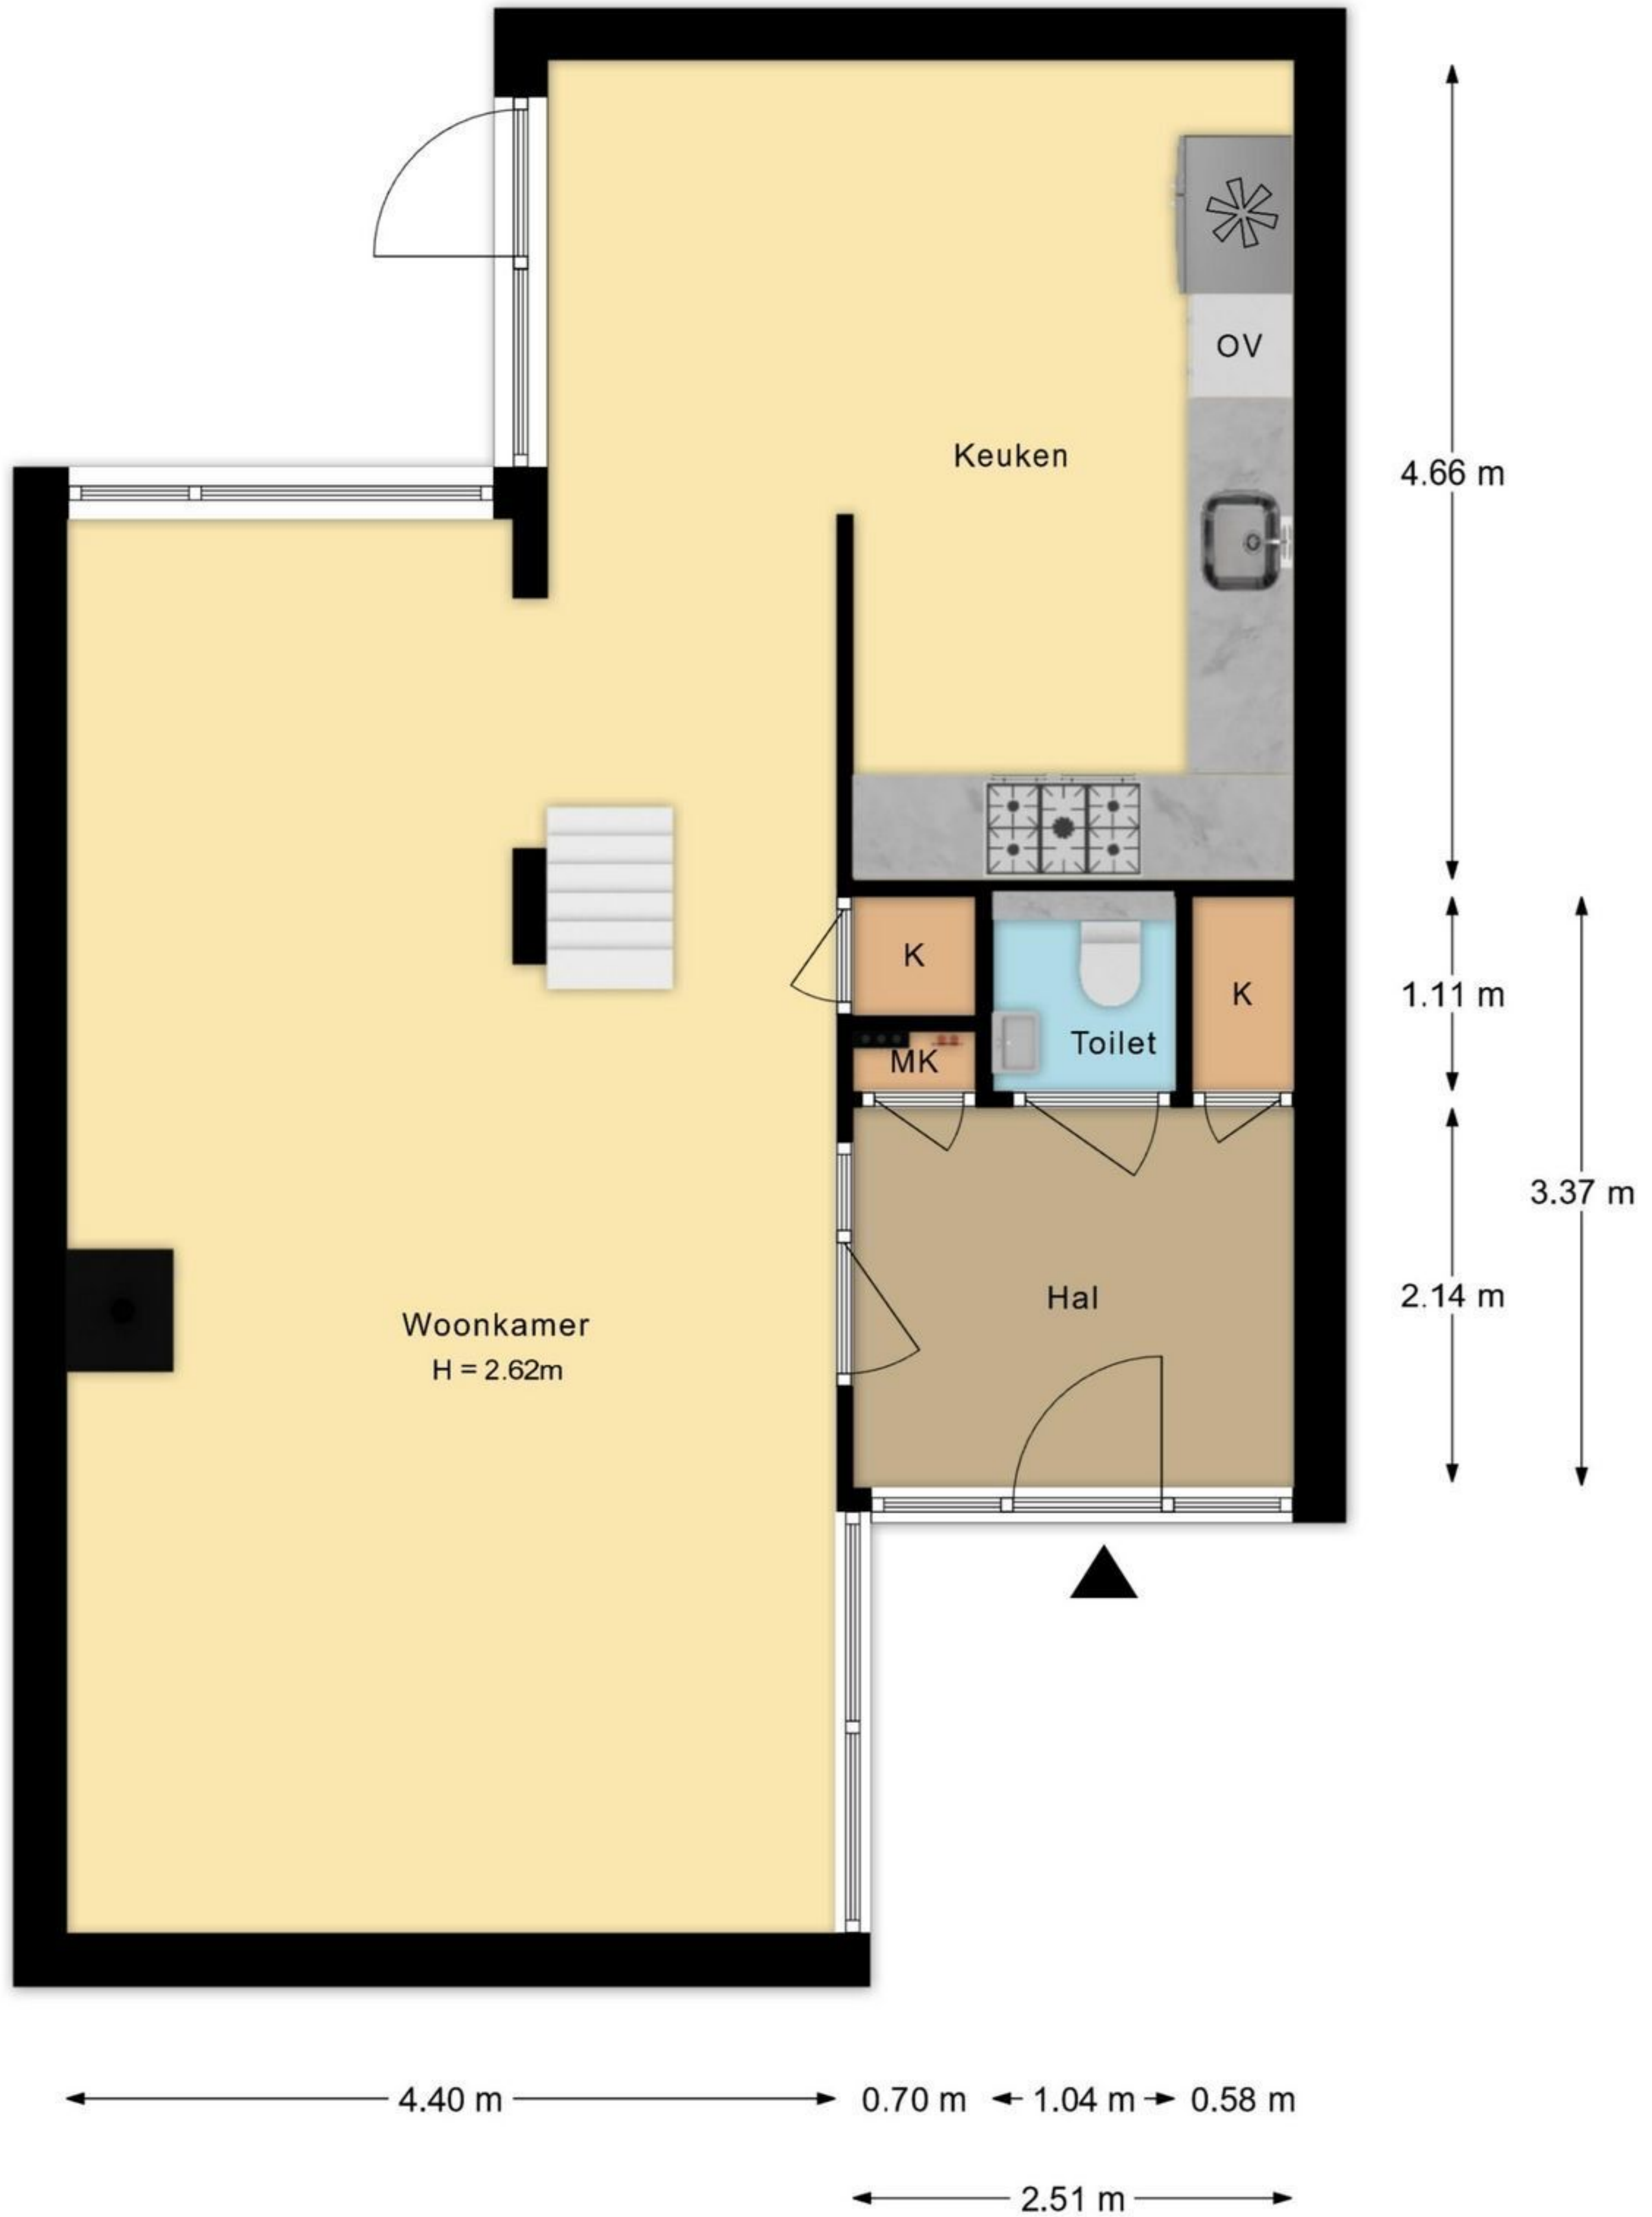 OV
Keuken
4.66 m
K
K
1.11 m
Toilet
MK
3.37 m
Hal
2.14 m
Woonkamer
H = 2.62m
4.40 m
0.70 m
1.04 m
0.58 m
2.51 m